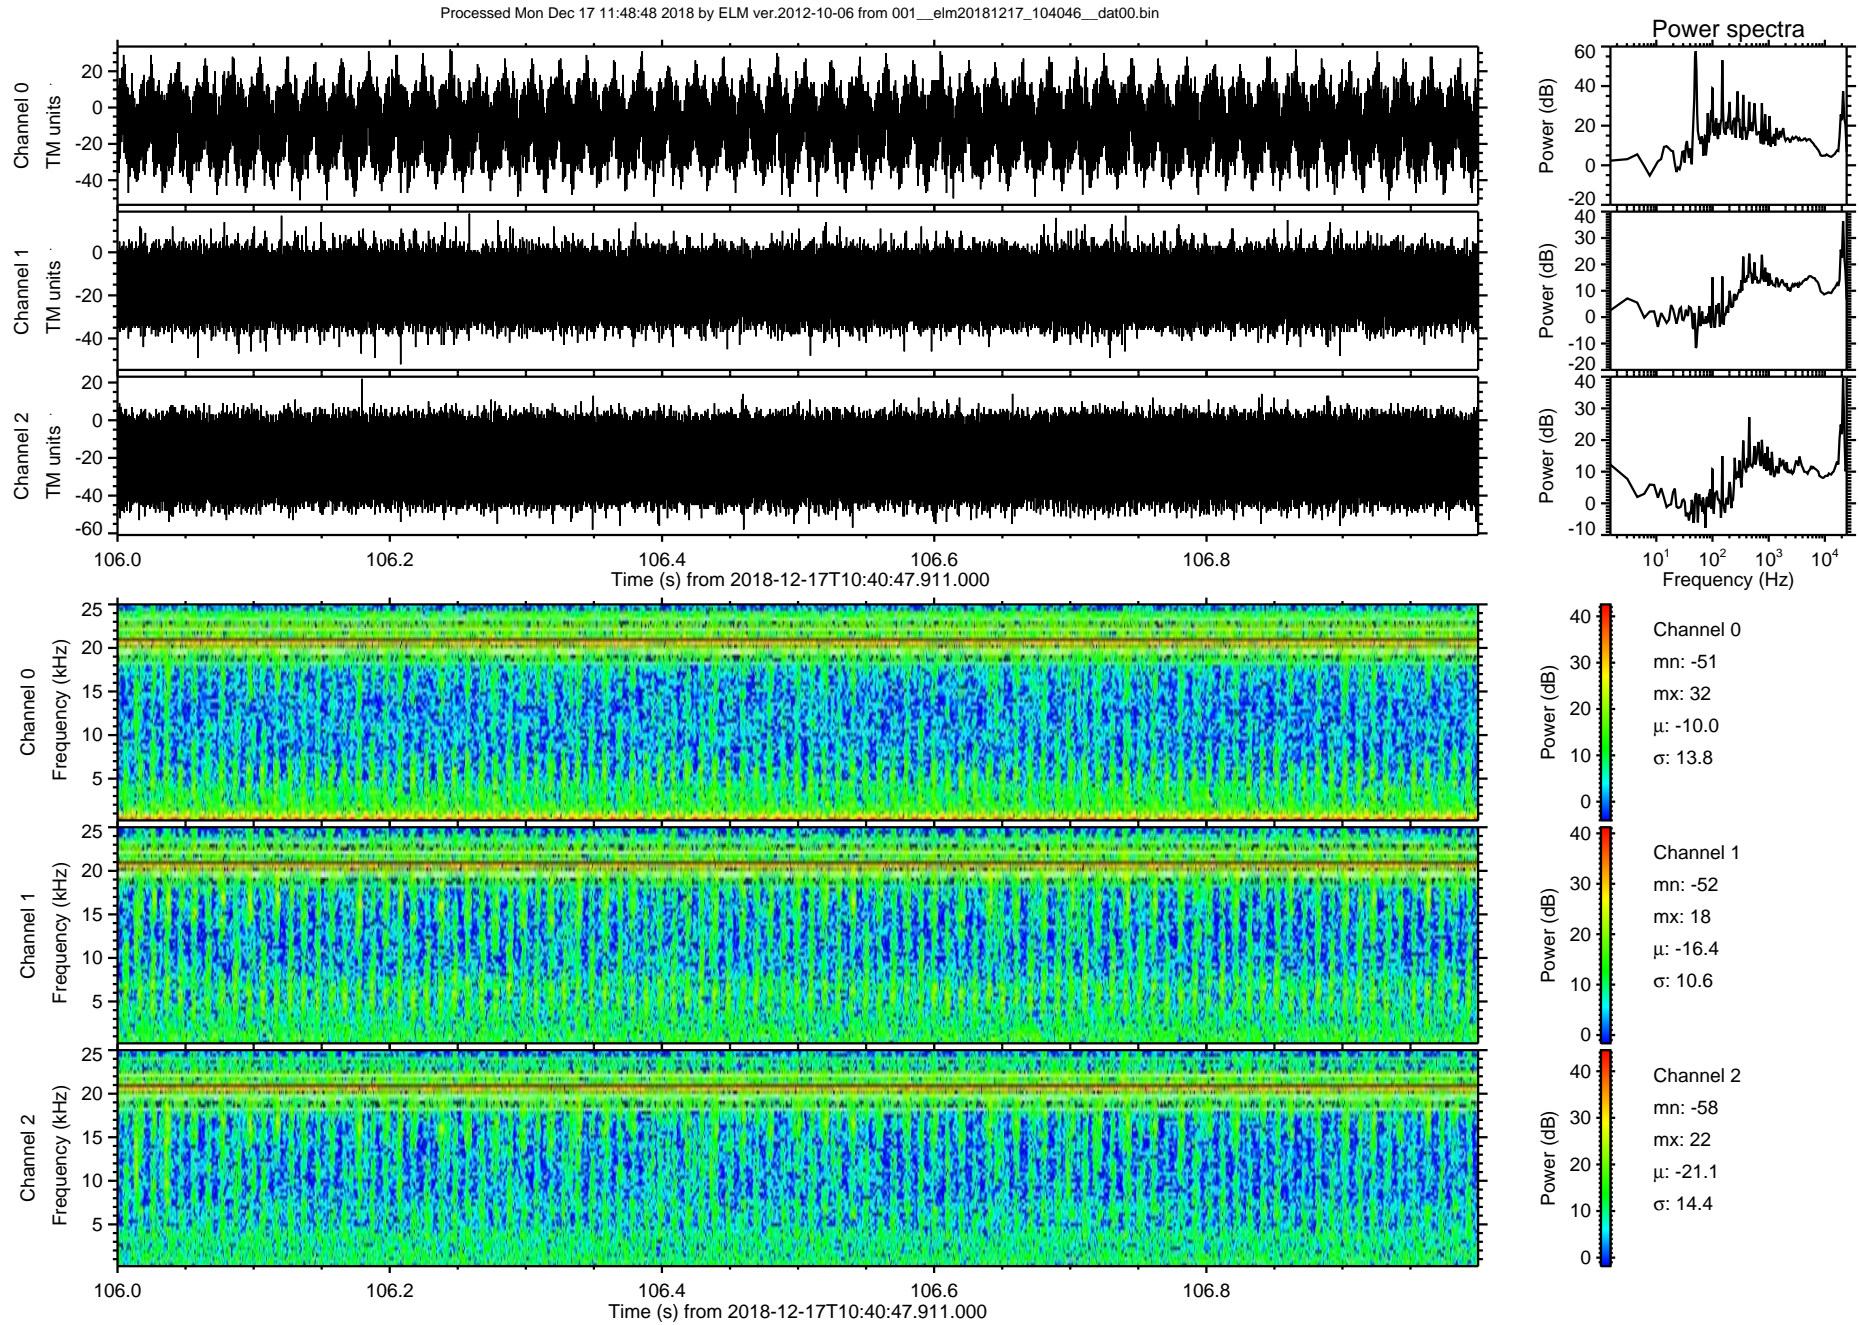 Processed Mon Dec 17 11:48:48 2018 by ELM ver.2012-10-06 from 001__elm20181217_104046__dat00.bin
Power spectra
Channel 0
TM units
20
0
-20
-40
Power (dB)
60
40
20
0
-20
Channel 1
TM units
0
-20
-40
Power (dB)
40
30
20
10
0
-10
-20
Channel 2
TM units
20
0
-20
-40
-60
Power (dB)
40
30
20
10
0
-10
106.0 106.2 106.4 106.6 106.8
Time (s) from 2018-12-17T10:40:47.911.000
10¹ 10² 10³ 10⁴
Frequency (Hz)
Channel 0
Frequency (kHz)
25
20
15
10
5
Power (dB)
40
30
20
10
0
Channel 0
mn: -51
mx: 32
μ: -10.0
σ: 13.8
Channel 1
Frequency (kHz)
25
20
15
10
5
Power (dB)
40
30
20
10
0
Channel 1
mn: -52
mx: 18
μ: -16.4
σ: 10.6
Channel 2
Frequency (kHz)
25
20
15
10
5
Power (dB)
40
30
20
10
0
Channel 2
mn: -58
mx: 22
μ: -21.1
σ: 14.4
106.0 106.2 106.4 106.6 106.8
Time (s) from 2018-12-17T10:40:47.911.000